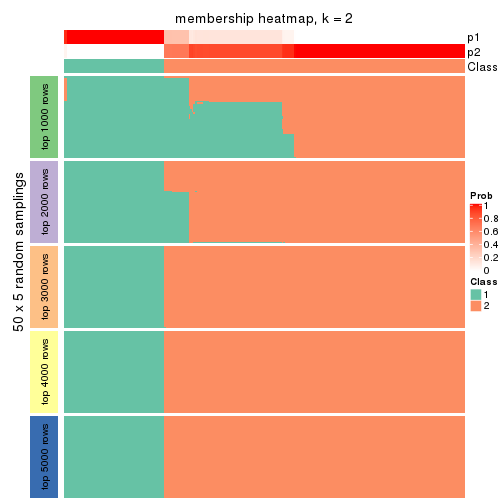 membership heatmap, k = 2
p1
p2
Class
50 x 5 random samplings
top 1000 rows
top 2000 rows
top 3000 rows
top 4000 rows
top 5000 rows
Prob
1
0.8
0.6
0.4
0.2
0
Class
1
2